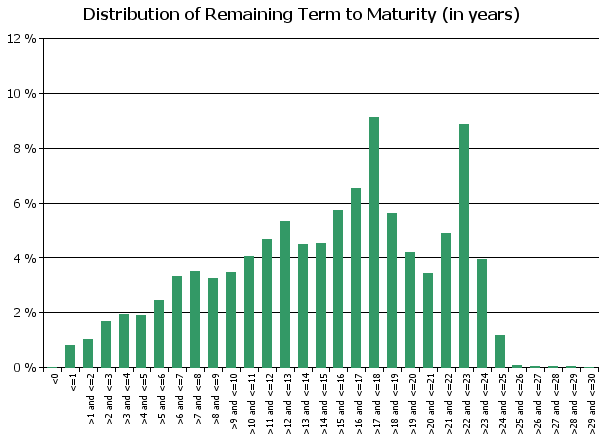 Distribution of Remaining Term to Maturity (in years)
12 %
10 %
8 %
6 %
4 %
2 %
0 %
<0
<=1
>1 and <=2
>2 and <=3
>3 and <=4
>4 and <=5
>5 and <=6
>6 and <=7
>7 and <=8
>8 and <=9
>9 and <=10
>10 and <=11
>11 and <=12
>12 and <=13
>13 and <=14
>14 and <=15
>15 and <=16
>16 and <=17
>17 and <=18
>18 and <=19
>19 and <=20
>20 and <=21
>21 and <=22
>22 and <=23
>23 and <=24
>24 and <=25
>25 and <=26
>26 and <=27
>27 and <=28
>28 and <=29
>29 and <=30